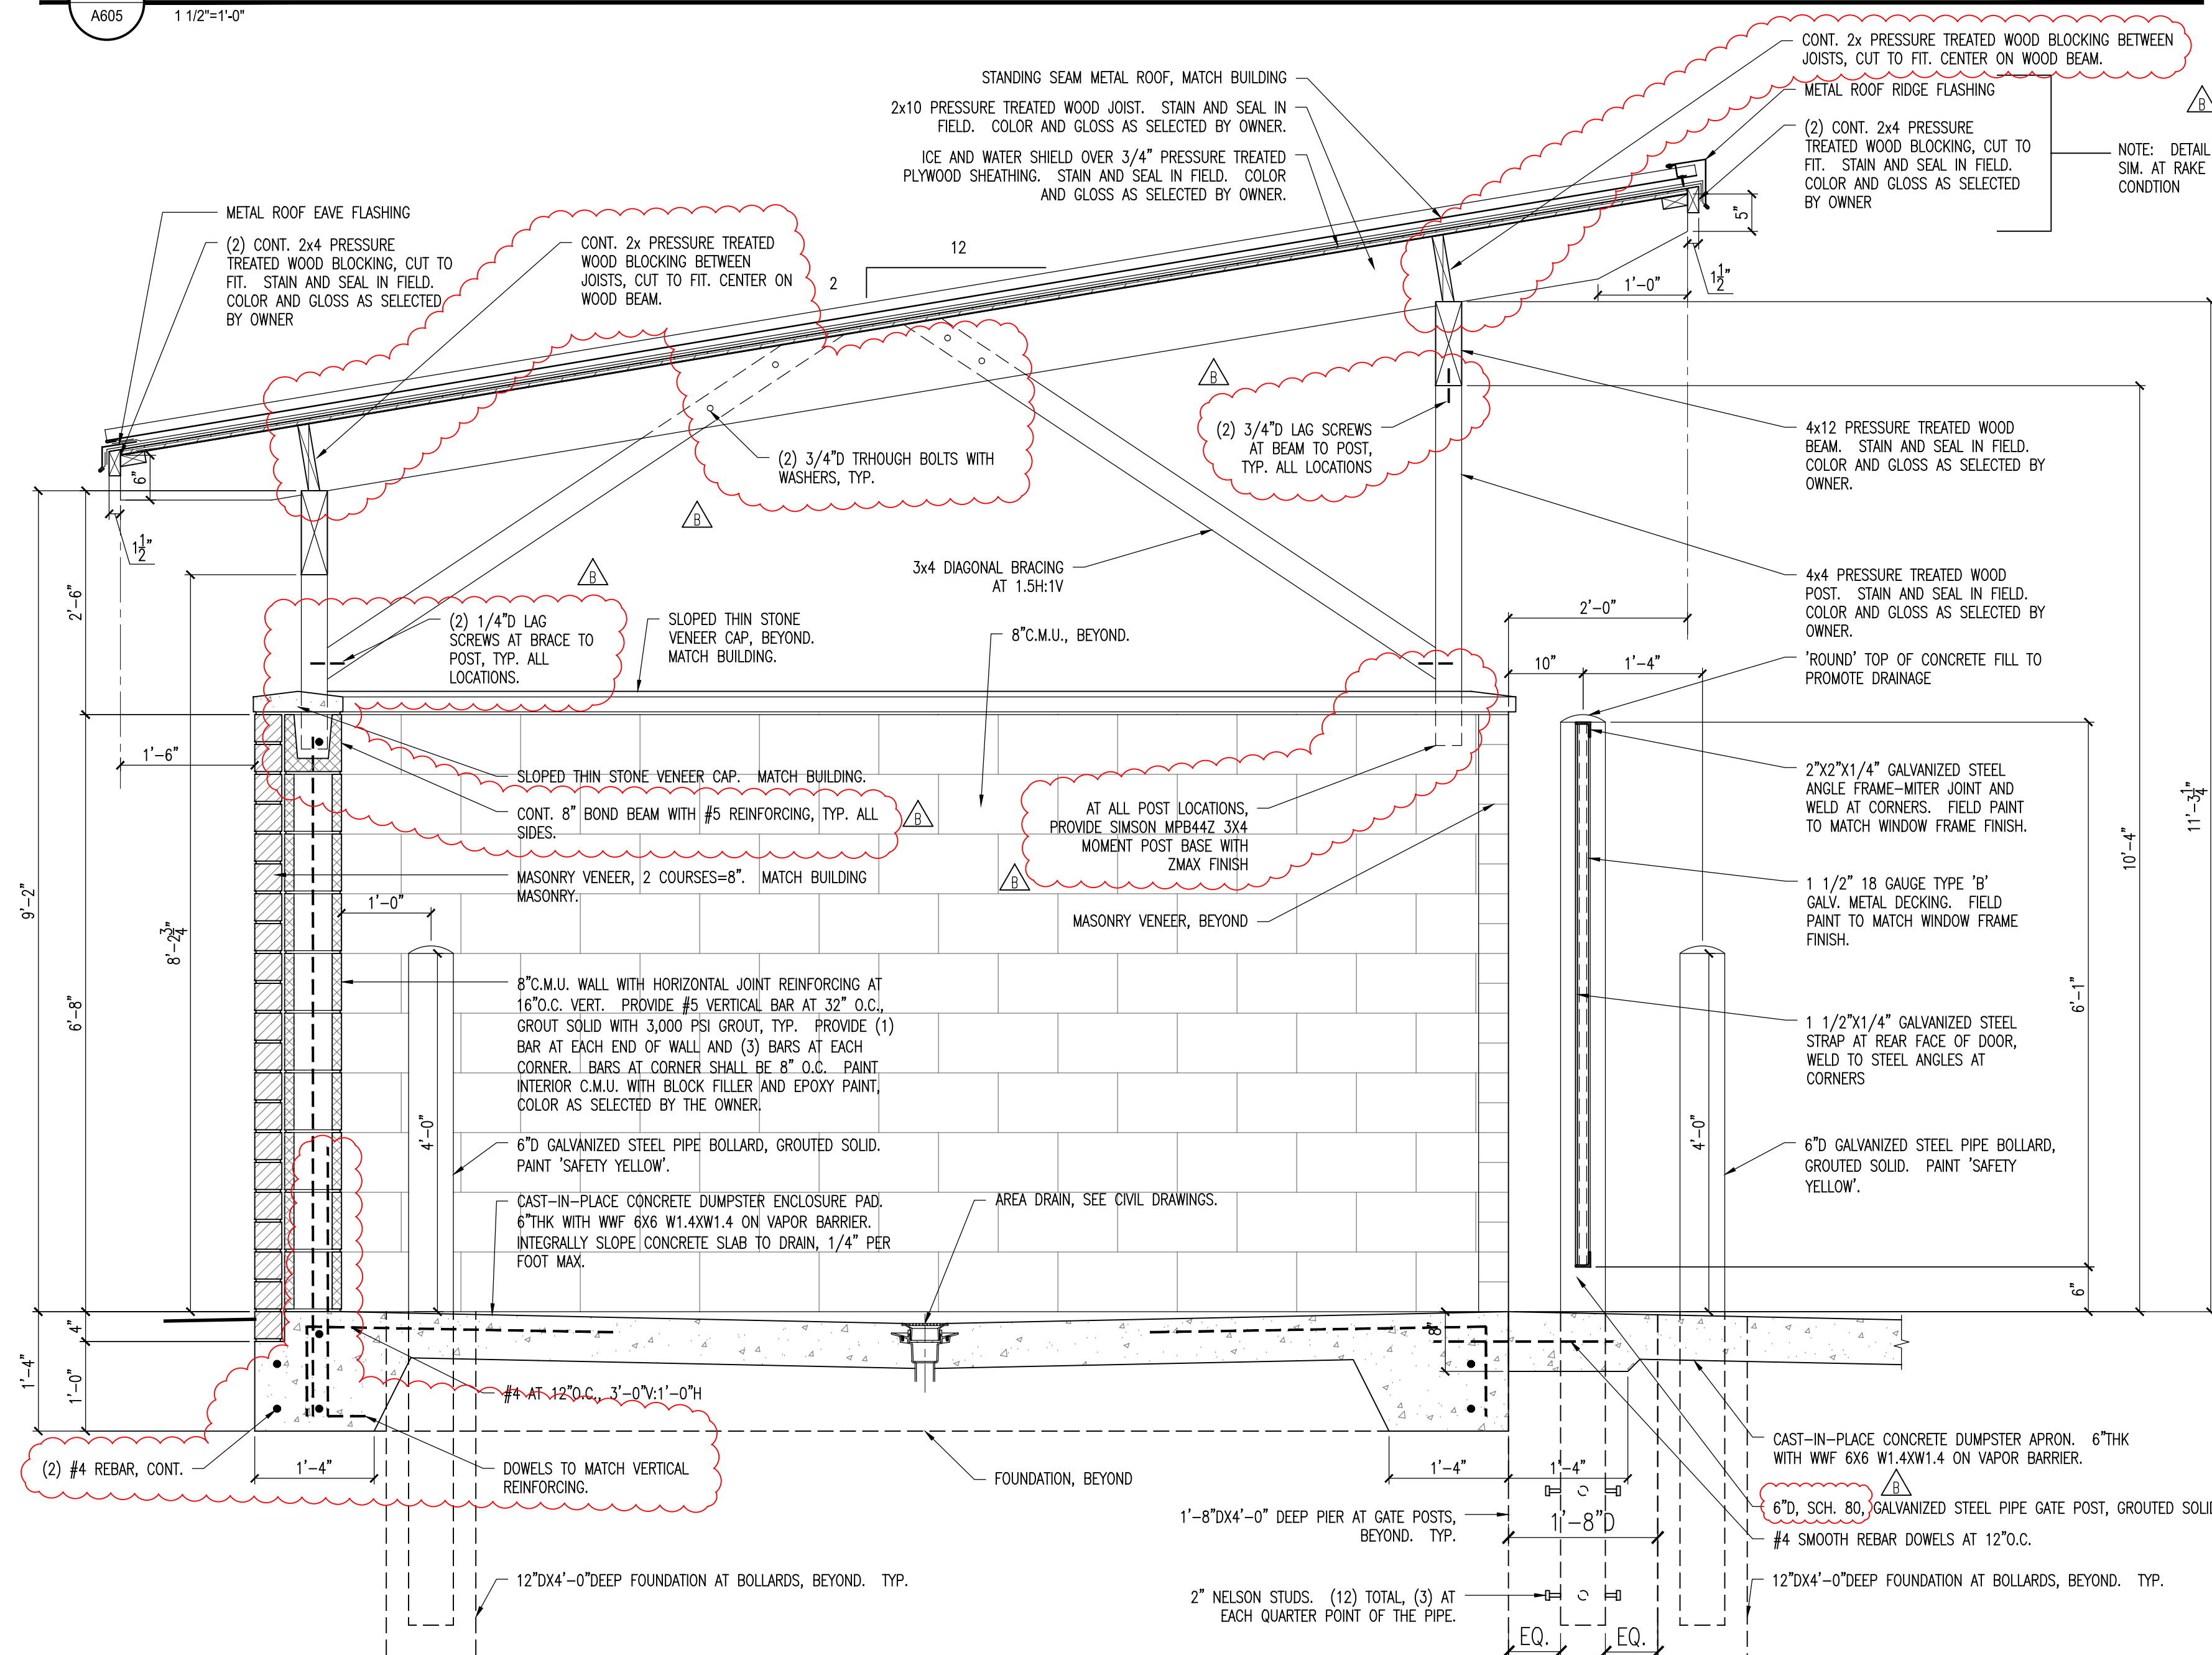 A605
1 1/2"=1'-0"
CONT. 2x PRESSURE TREATED WOOD BLOCKING BETWEEN
JOISTS, CUT TO FIT. CENTER ON WOOD BEAM.
METAL ROOF RIDGE FLASHING
B
(2) CONT. 2x4 PRESSURE
TREATED WOOD BLOCKING, CUT TO
FIT. STAIN AND SEAL IN FIELD.
COLOR AND GLOSS AS SELECTED
BY OWNER
NOTE: DETAIL
SIM. AT RAKE
CONDTION
STANDING SEAM METAL ROOF, MATCH BUILDING
2x10 PRESSURE TREATED WOOD JOIST. STAIN AND SEAL IN
FIELD. COLOR AND GLOSS AS SELECTED BY OWNER.
ICE AND WATER SHIELD OVER 3/4" PRESSURE TREATED
PLYWOOD SHEATHING. STAIN AND SEAL IN FIELD. COLOR
AND GLOSS AS SELECTED BY OWNER.
METAL ROOF EAVE FLASHING
(2) CONT. 2x4 PRESSURE
TREATED WOOD BLOCKING, CUT TO
FIT. STAIN AND SEAL IN FIELD.
COLOR AND GLOSS AS SELECTED
BY OWNER
CONT. 2x PRESSURE TREATED
WOOD BLOCKING BETWEEN
JOISTS, CUT TO FIT. CENTER ON
WOOD BEAM.
12
2
5"
1 1/2"
1'-0"
B
(2) 3/4"D LAG SCREWS
AT BEAM TO POST,
TYP. ALL LOCATIONS
4x12 PRESSURE TREATED WOOD
BEAM. STAIN AND SEAL IN FIELD.
COLOR AND GLOSS AS SELECTED BY
OWNER.
(2) 3/4"D TRHOUGH BOLTS WITH
WASHERS, TYP.
B
6"
1 1/2"
2'-6"
3x4 DIAGONAL BRACING
AT 1.5H:1V
4x4 PRESSURE TREATED WOOD
POST. STAIN AND SEAL IN FIELD.
COLOR AND GLOSS AS SELECTED BY
OWNER.
B
(2) 1/4"D LAG
SCREWS AT BRACE TO
POST, TYP. ALL
LOCATIONS.
SLOPED THIN STONE
VENEER CAP, BEYOND.
MATCH BUILDING.
8"C.M.U., BEYOND.
2'-0"
10"
1'-4"
'ROUND' TOP OF CONCRETE FILL TO
PROMOTE DRAINAGE
1'-6"
SLOPED THIN STONE VENEER CAP. MATCH BUILDING.
CONT. 8" BOND BEAM WITH #5 REINFORCING, TYP. ALL
SIDES.
B
AT ALL POST LOCATIONS,
PROVIDE SIMSON MPB44Z 3X4
MOMENT POST BASE WITH
ZMAX FINISH
B
2"X2"X1/4" GALVANIZED STEEL
ANGLE FRAME-MITER JOINT AND
WELD AT CORNERS. FIELD PAINT
TO MATCH WINDOW FRAME FINISH.
11'-3 1/4"
10'-4"
MASONRY VENEER, 2 COURSES=8". MATCH BUILDING
MASONRY.
1'-0"
MASONRY VENEER, BEYOND
1 1/2" 18 GAUGE TYPE 'B'
GALV. METAL DECKING. FIELD
PAINT TO MATCH WINDOW FRAME
FINISH.
9'-2"
8'-2 3/4"
6'-8"
8"C.M.U. WALL WITH HORIZONTAL JOINT REINFORCING AT
16"O.C. VERT. PROVIDE #5 VERTICAL BAR AT 32" O.C.,
GROUT SOLID WITH 3,000 PSI GROUT, TYP. PROVIDE (1)
BAR AT EACH END OF WALL AND (3) BARS AT EACH
CORNER. BARS AT CORNER SHALL BE 8" O.C. PAINT
INTERIOR C.M.U. WITH BLOCK FILLER AND EPOXY PAINT,
COLOR AS SELECTED BY THE OWNER.
6'-1"
1 1/2"X1/4" GALVANIZED STEEL
STRAP AT REAR FACE OF DOOR,
WELD TO STEEL ANGLES AT
CORNERS
4'-0"
4'-0"
6"D GALVANIZED STEEL PIPE BOLLARD, GROUTED SOLID.
PAINT 'SAFETY YELLOW'.
6"D GALVANIZED STEEL PIPE BOLLARD,
GROUTED SOLID. PAINT 'SAFETY
YELLOW'.
CAST-IN-PLACE CONCRETE DUMPSTER ENCLOSURE PAD.
6"THK WITH WWF 6X6 W1.4XW1.4 ON VAPOR BARRIER.
INTEGRALLY SLOPE CONCRETE SLAB TO DRAIN, 1/4" PER
FOOT MAX.
AREA DRAIN, SEE CIVIL DRAWINGS.
6"
4"
8"
1'-4"
1'-0"
#4 AT 12"O.C., 3'-0"V:1'-0"H
(2) #4 REBAR, CONT.
1'-4"
DOWELS TO MATCH VERTICAL
REINFORCING.
FOUNDATION, BEYOND
1'-4"
1'-4"
CAST-IN-PLACE CONCRETE DUMPSTER APRON. 6"THK
WITH WWF 6X6 W1.4XW1.4 ON VAPOR BARRIER.
B
6"D, SCH. 80, GALVANIZED STEEL PIPE GATE POST, GROUTED SOLID
1'-8"DX4'-0" DEEP PIER AT GATE POSTS,
BEYOND. TYP.
1'-8"D
#4 SMOOTH REBAR DOWELS AT 12"O.C.
12"DX4'-0"DEEP FOUNDATION AT BOLLARDS, BEYOND. TYP.
12"DX4'-0"DEEP FOUNDATION AT BOLLARDS, BEYOND. TYP.
2" NELSON STUDS. (12) TOTAL, (3) AT
EACH QUARTER POINT OF THE PIPE.
EQ.
EQ.